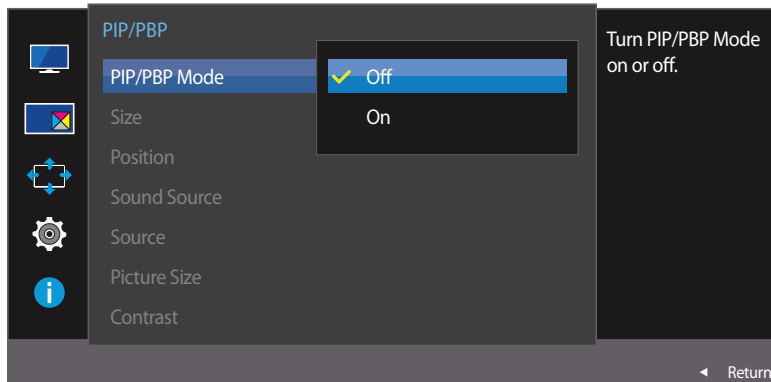 PIP/PBP
PIP/PBP Mode
Off
On
Size
Position
Sound Source
Source
Picture Size
Contrast
Turn PIP/PBP Mode
on or off.
Return